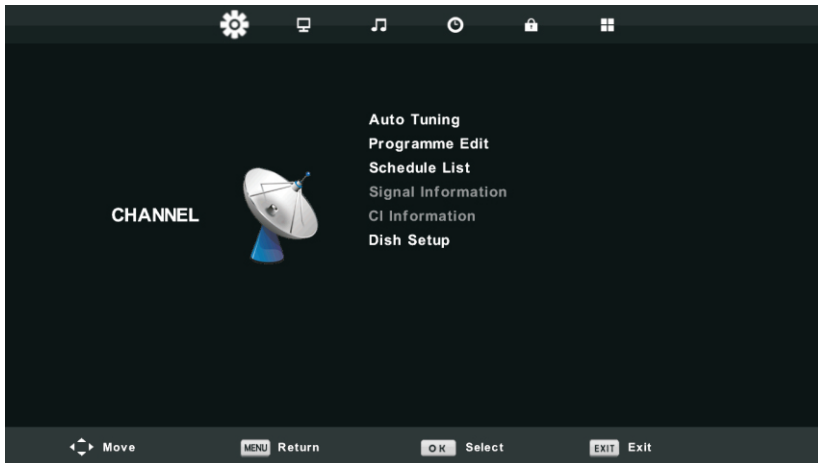 Auto Tuning
Programme Edit
Schedule List
Signal Information
CI Information
Dish Setup
CHANNEL
Move
MENU Return
OK Select
EXIT Exit